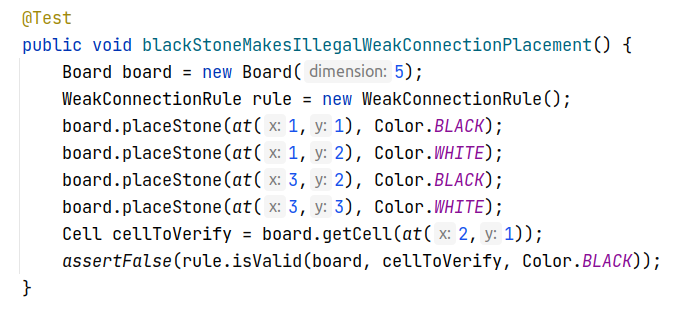 @Test
public void blackStoneMakesIllegalWeakConnectionPlacement() {
Board board = new Board( dimension: 5);
WeakConnectionRule rule = new WeakConnectionRule();
board.placeStone(at( x: 1, y: 1), Color.BLACK);
board.placeStone(at( x: 1, y: 2), Color.WHITE);
board.placeStone(at( x: 3, y: 2), Color.BLACK);
board.placeStone(at( x: 3, y: 3), Color.WHITE);
Cell cellToVerify = board.getCell(at( x: 2, y: 1));
assertFalse(rule.isValid(board, cellToVerify, Color.BLACK));
}